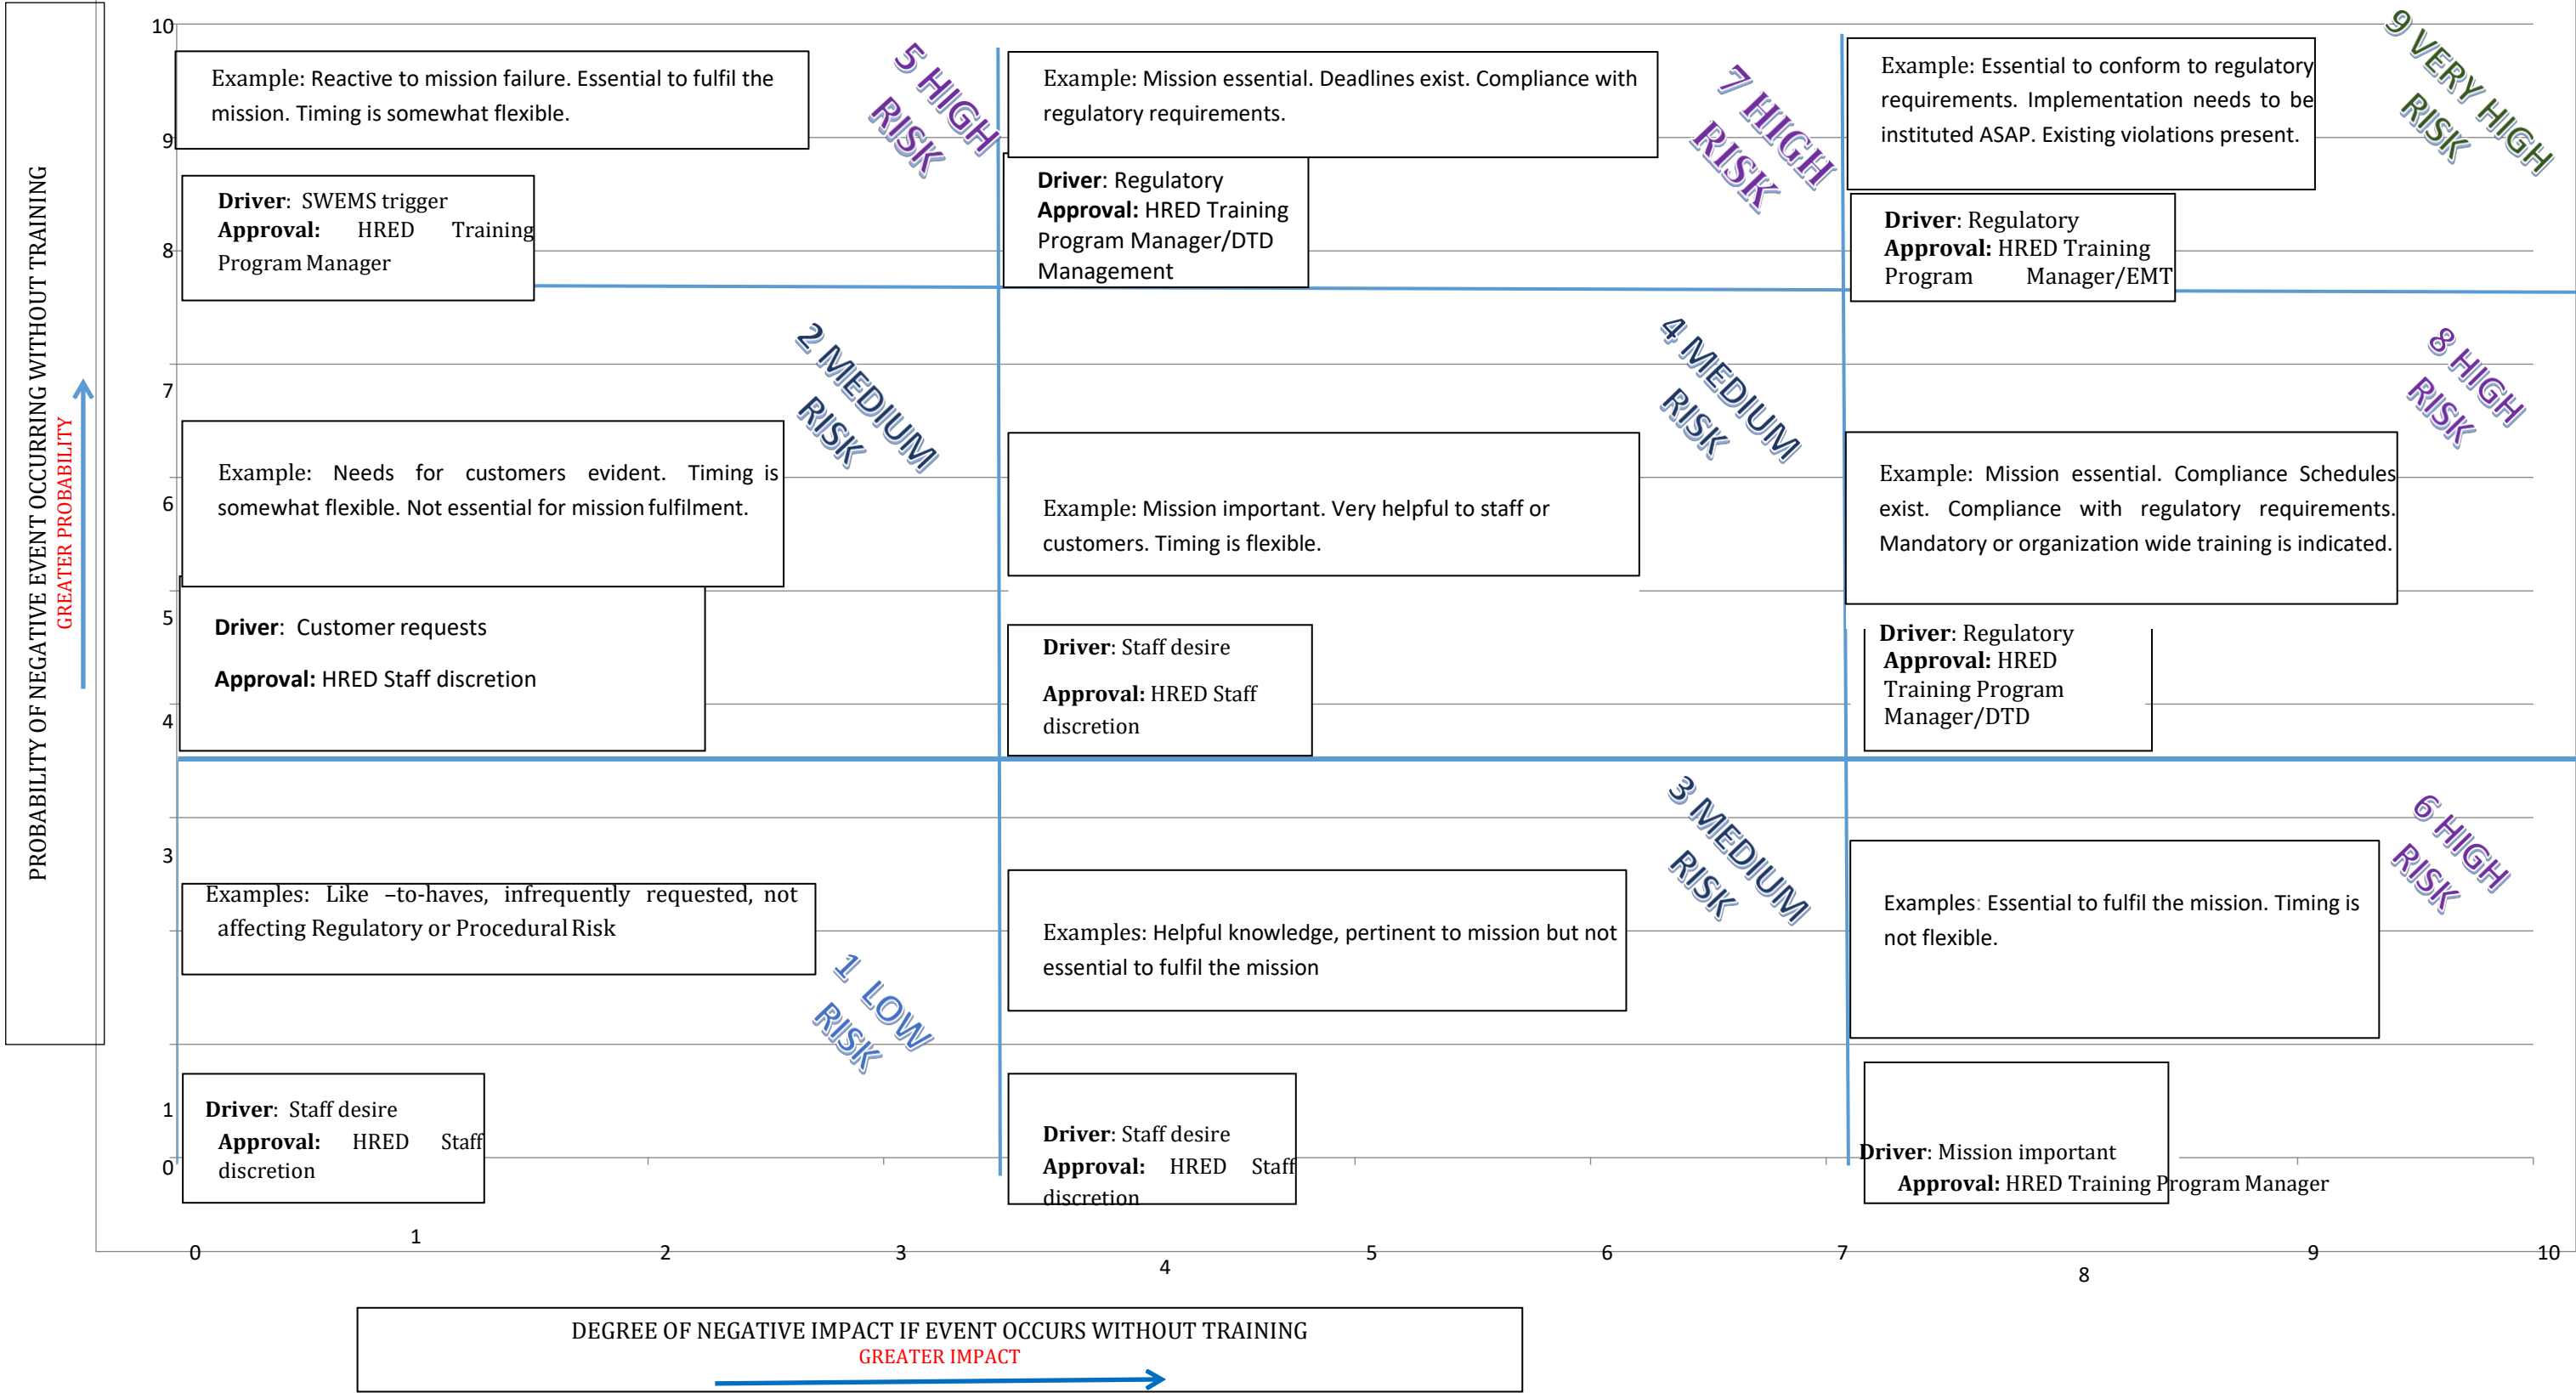 PROBABILITY OF NEGATIVE EVENT OCCURRING WITHOUT TRAINING
GREATER PROBABILITY
10
9
8
7
6
5
4
3
1
0
Example: Reactive to mission failure. Essential to fulfil the
mission. Timing is somewhat flexible.
5 HIGH
RISK
Driver: SWEMS trigger
Approval: HRED Training
Program Manager
Example: Mission essential. Deadlines exist. Compliance with
regulatory requirements.
7 HIGH
RISK
Driver: Regulatory
Approval: HRED Training
Program Manager/DTD
Management
Example: Essential to conform to regulatory
requirements. Implementation needs to be
instituted ASAP. Existing violations present.
9 VERY HIGH
RISK
Driver: Regulatory
Approval: HRED Training
Program Manager/EMT
2 MEDIUM
RISK
Example: Needs for customers evident. Timing is
somewhat flexible. Not essential for mission fulfilment.
Driver: Customer requests
Approval: HRED Staff discretion
4 MEDIUM
RISK
Example: Mission important. Very helpful to staff or
customers. Timing is flexible.
Driver: Staff desire
Approval: HRED Staff
discretion
8 HIGH
RISK
Example: Mission essential. Compliance Schedules
exist. Compliance with regulatory requirements.
Mandatory or organization wide training is indicated.
Driver: Regulatory
Approval: HRED
Training Program
Manager/DTD
Examples: Like –to-haves, infrequently requested, not
affecting Regulatory or Procedural Risk
1 LOW
RISK
Driver: Staff desire
Approval: HRED Staff
discretion
3 MEDIUM
RISK
Examples: Helpful knowledge, pertinent to mission but not
essential to fulfil the mission
Driver: Staff desire
Approval: HRED Staff
discretion
6 HIGH
RISK
Examples: Essential to fulfil the mission. Timing is
not flexible.
Driver: Mission important
Approval: HRED Training Program Manager
0
1
2
3
4
5
6
7
8
9
10
DEGREE OF NEGATIVE IMPACT IF EVENT OCCURS WITHOUT TRAINING
GREATER IMPACT